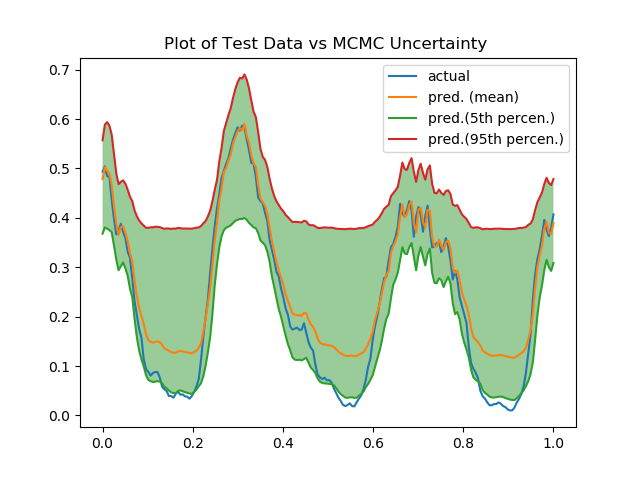 Plot of Test Data vs MCMC Uncertainty
actual
pred. (mean)
pred.(5th percen.)
pred.(95th percen.)
0.7
0.6
0.5
0.4
0.3
0.2
0.1
0.0
0.0 0.2 0.4 0.6 0.8 1.0